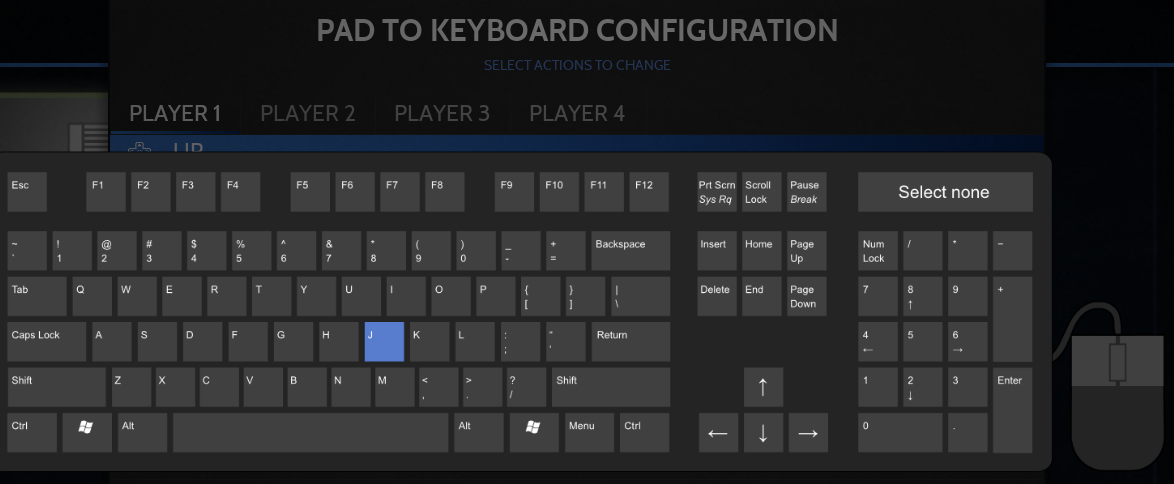 PAD TO KEYBOARD CONFIGURATION
SELECT ACTIONS TO CHANGE
PLAYER 1 PLAYER 2 PLAYER 3 PLAYER 4
UP
Esc F1 F2 F3 F4 F5 F6 F7 F8 F9 F10 F11 F12 Prt Scrn Scroll Pause Select none
Sys Rq Lock Break
~ ! @ # $ % ^ & * ( ) _ + Backspace Insert Home Page Num / * −
` 1 2 3 4 5 6 7 8 9 0 - = Up Lock
Tab Q W E R T Y U I O P { } | Delete End Page 7 8 9 +
[ ] \ Down ↑
Caps Lock A S D F G H J K L : " Return 4 5 6
; ' ← →
Shift Z X C V B N M < > ? Shift ↑ 1 2 3 Enter
, . / ↓
Ctrl Alt Alt Menu Ctrl ← ↓ → 0 .